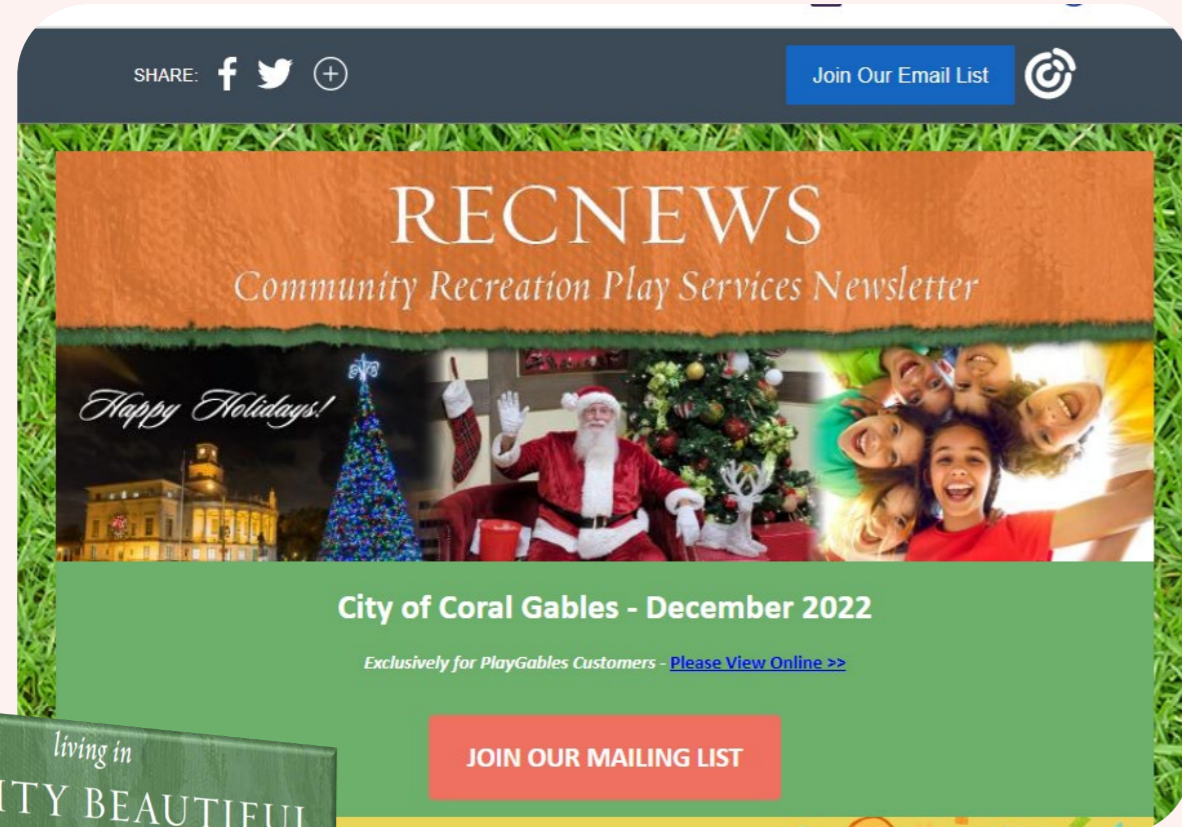 SHARE:
Join Our Email List
RECNEWS
Community Recreation Play Services Newsletter
Happy Holidays!
City of Coral Gables - December 2022
Exclusively for PlayGables Customers - Please View Online >>
JOIN OUR MAILING LIST
living in
BEAUTIFUL